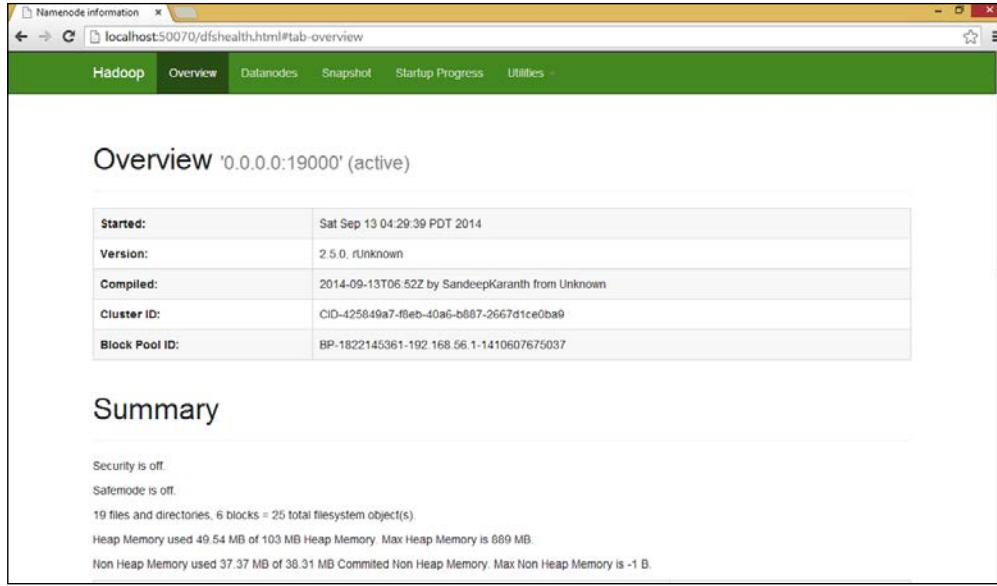 Namenode information
localhost:50070/dfshealth.html#tab-overview
Hadoop Overview Datanodes Snapshot Startup Progress Utilities
Overview '0.0.0.0:19000' (active)
Started: Sat Sep 13 04:29:39 PDT 2014
Version: 2.5.0, rUnknown
Compiled: 2014-09-13T06:52Z by SandeepKaranth from Unknown
Cluster ID: CID-425849a7-f8eb-40a6-b887-2667d1ce0ba9
Block Pool ID: BP-1822145361-192.168.56.1-1410607675037
Summary
Security is off.
Safemode is off.
19 files and directories, 6 blocks = 25 total filesystem object(s).
Heap Memory used 49.54 MB of 103 MB Heap Memory. Max Heap Memory is 889 MB.
Non Heap Memory used 37.37 MB of 38.31 MB Commited Non Heap Memory. Max Non Heap Memory is -1 B.